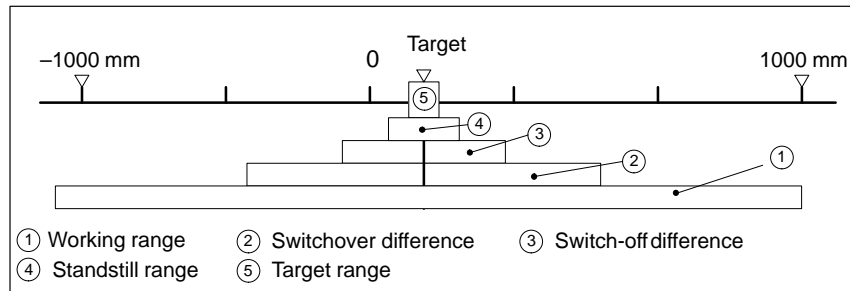 Target
–1000 mm 0 1000 mm
5
4
3
2
1
1 Working range 2 Switchover difference 3 Switch-off difference
4 Standstill range 5 Target range